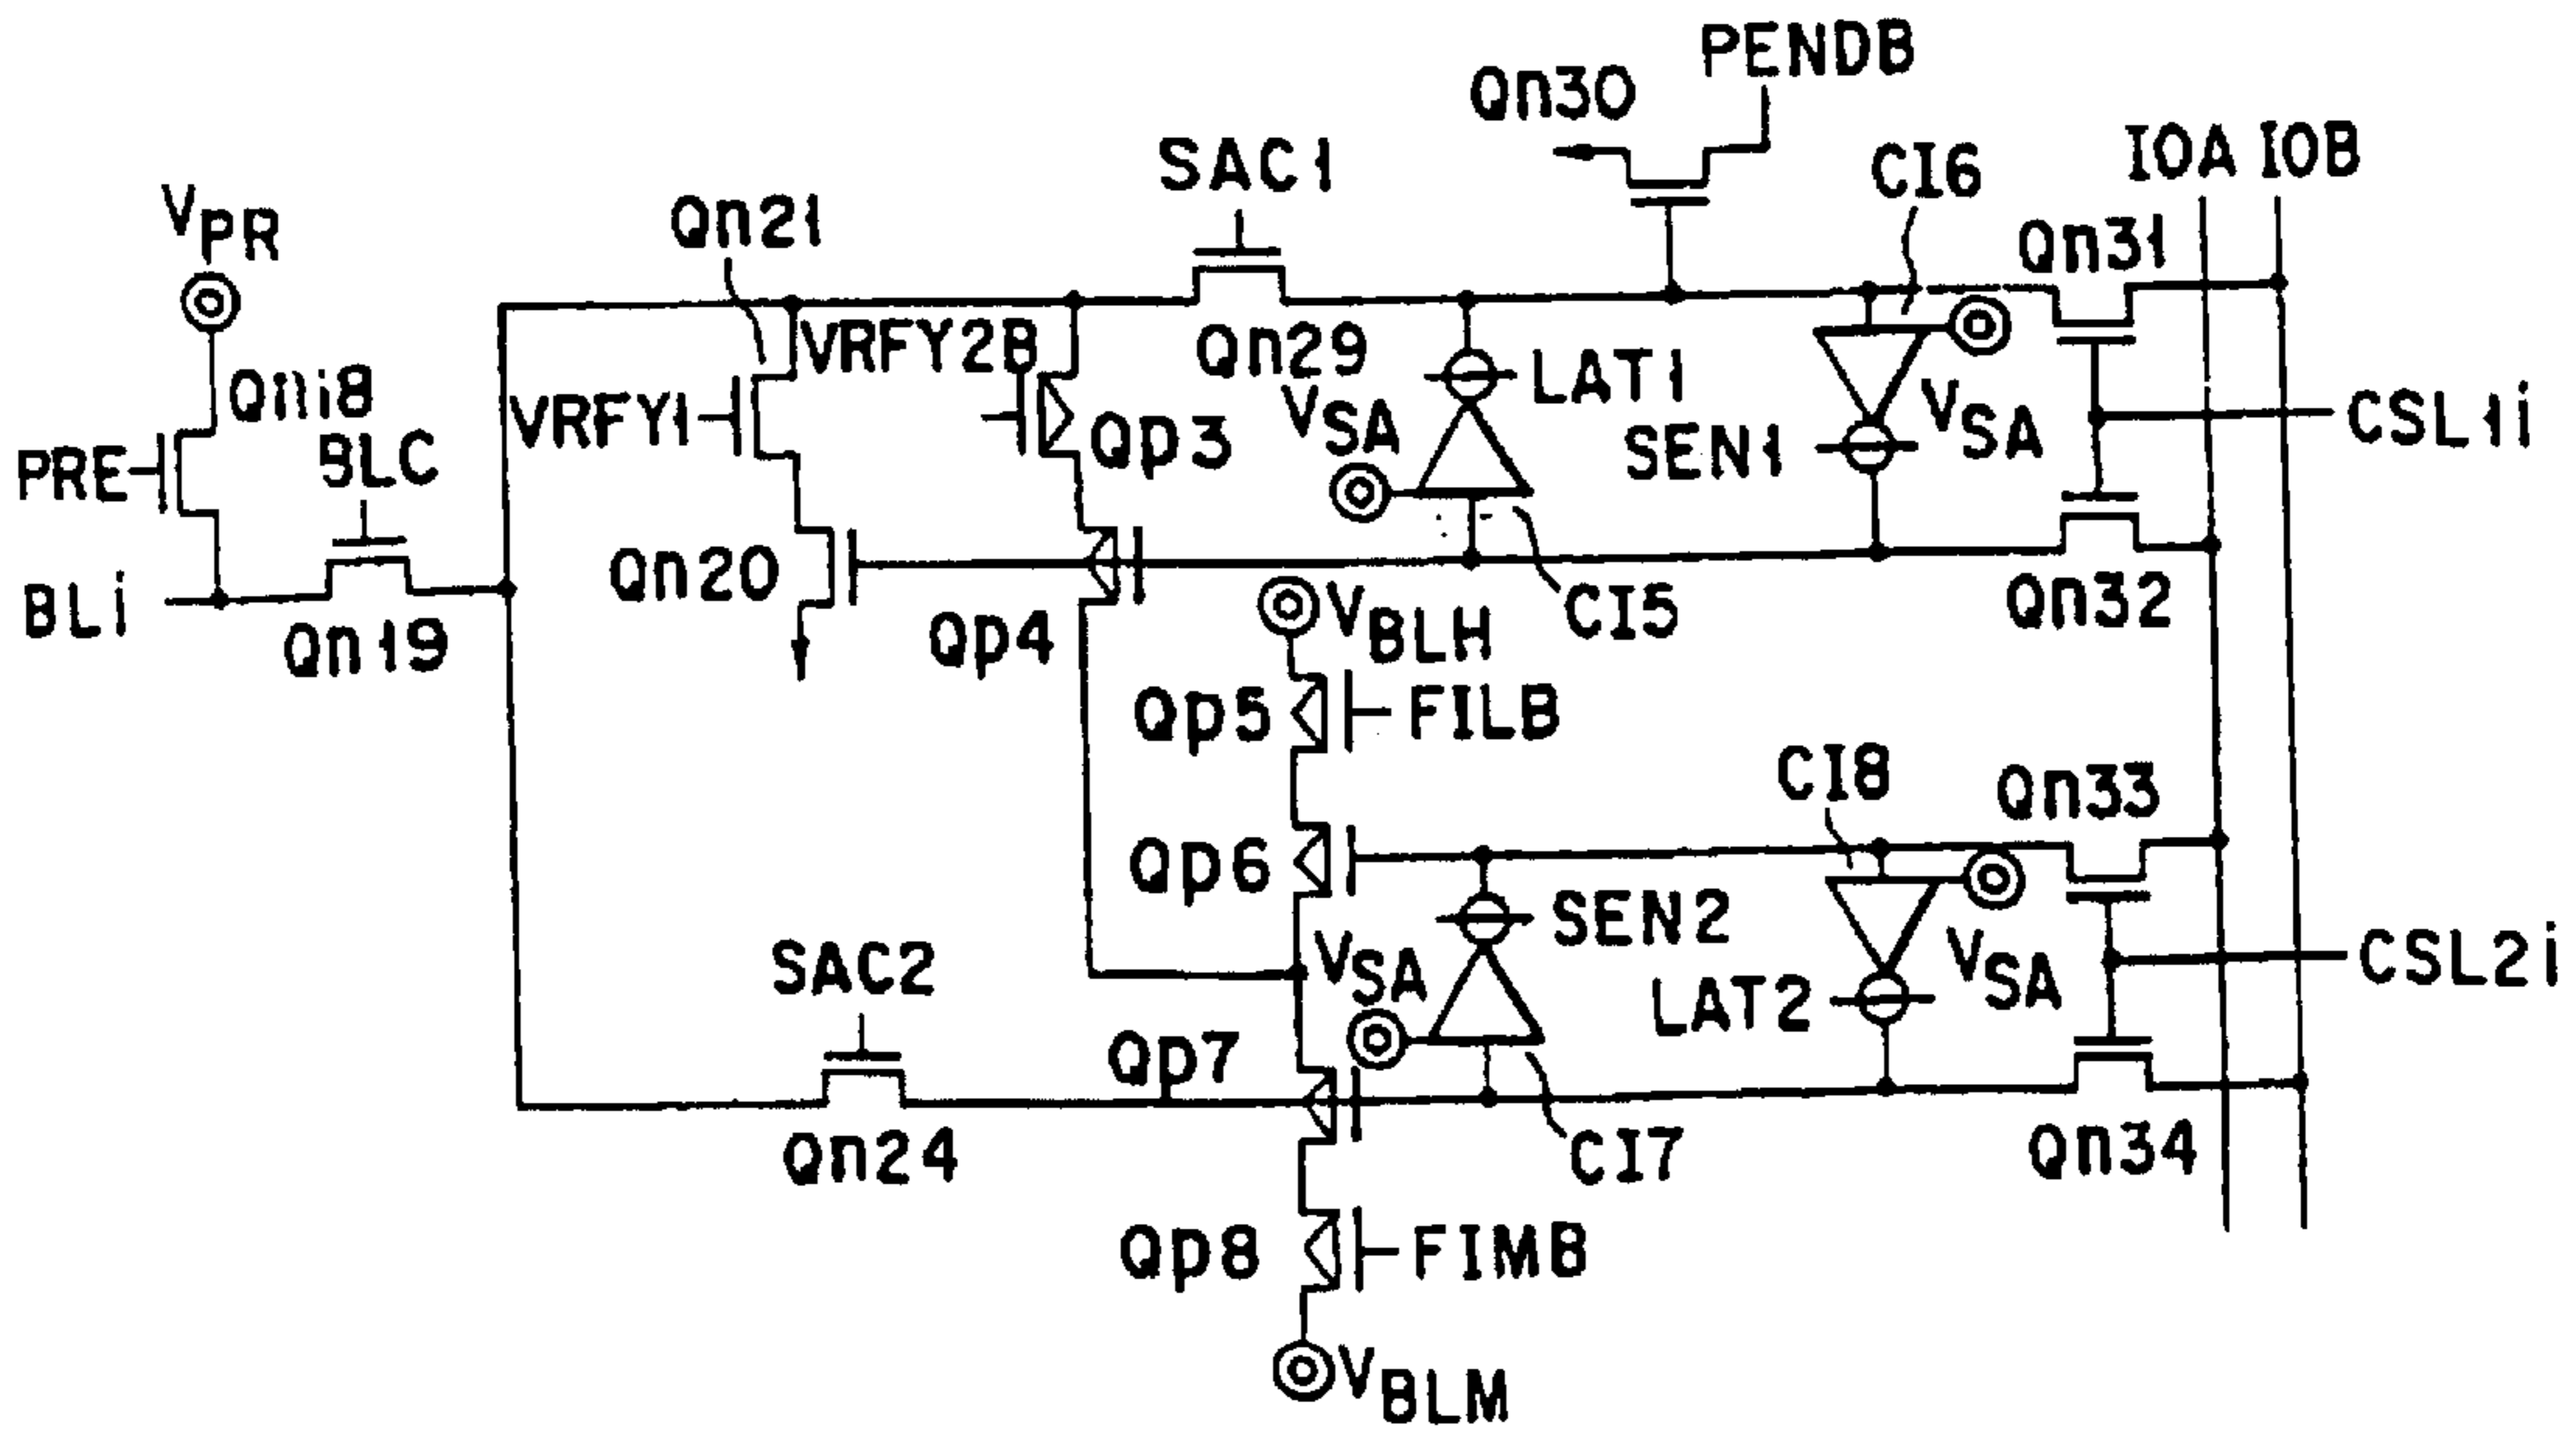 PENDB
Qn30
SAC1
CI6
IOA IOB
VPR
Qn21
Qn31
VRFY2B
Qn29
LAT1
Qni8
VRFY1
BLC
Qp3
VSA
SEN1
VSA
CSL1i
PRE
BLi
Qn19
Qn20
Qp4
VBLH
CI5
Qn32
Qp5
FILB
CI8
Qn33
Qp6
SEN2
SAC2
VSA
LAT2
VSA
CSL2i
Qp7
Qn24
CI7
Qn34
Qp8
FIMB
VBLM